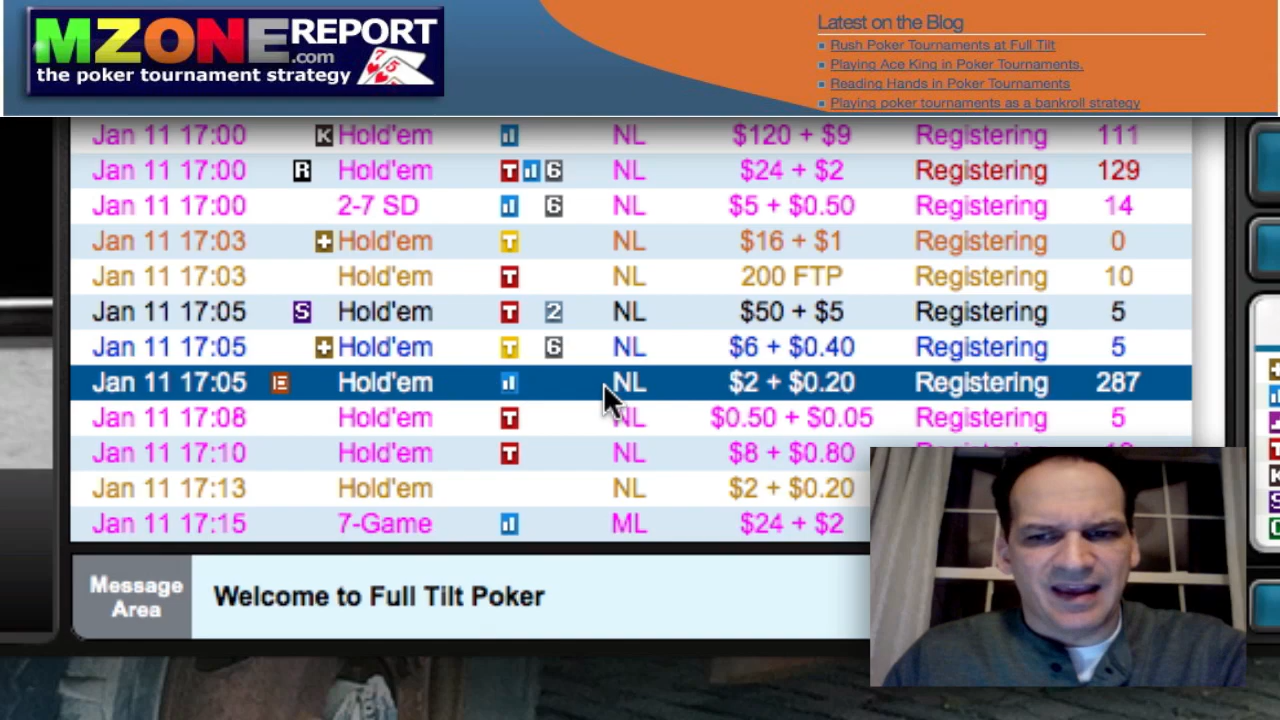 MZONE REPORT
.com
the poker tournament strategy
Latest on the Blog
Rush Poker Tournaments at Full Tilt
Playing Ace King in Poker Tournaments.
Reading Hands in Poker Tournaments
Playing poker tournaments as a bankroll strategy
Jan 11 17:00 K Hold'em NL $120 + $9 Registering 111
Jan 11 17:00 R Hold'em T 6 NL $24 + $2 Registering 129
Jan 11 17:00 2-7 SD 6 NL $5 + $0.50 Registering 14
Jan 11 17:03 + Hold'em T NL $16 + $1 Registering 0
Jan 11 17:03 Hold'em T NL 200 FTP Registering 10
Jan 11 17:05 S Hold'em T 2 NL $50 + $5 Registering 5
Jan 11 17:05 + Hold'em T 6 NL $6 + $0.40 Registering 5
Jan 11 17:05 E Hold'em NL $2 + $0.20 Registering 287
Jan 11 17:08 Hold'em T NL $0.50 + $0.05 Registering 5
Jan 11 17:10 Hold'em T NL $8 + $0.80
Jan 11 17:13 Hold'em NL $2 + $0.20
Jan 11 17:15 7-Game ML $24 + $2
Message Area
Welcome to Full Tilt Poker